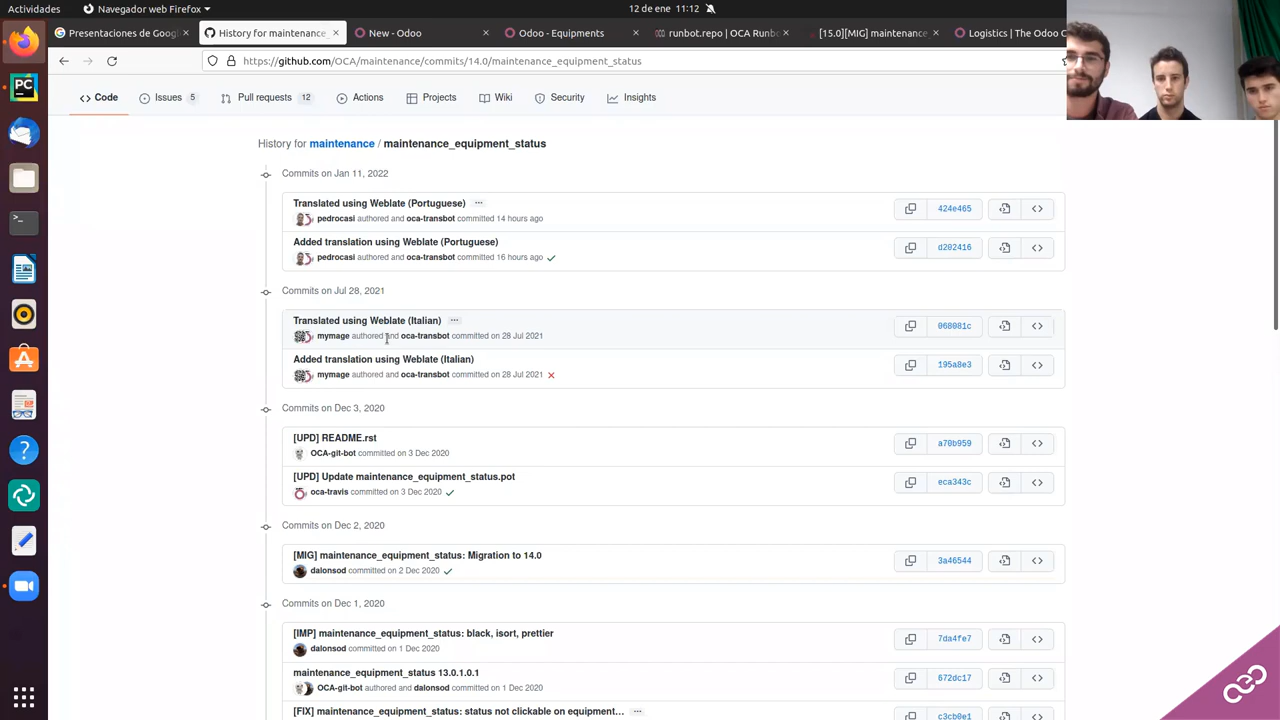 Actividades
Navegador web Firefox
12 de ene 11:12
Presentaciones de Googl
History for maintenance_
New - Odoo
Odoo - Equipments
runbot.repo | OCA Runb
[15.0][MIG] maintenance_
Logistics | The Odoo C
https://github.com/OCA/maintenance/commits/14.0/maintenance_equipment_status
Code
Issues 5
Pull requests 12
Actions
Projects
Wiki
Security
Insights
History for maintenance / maintenance_equipment_status
Commits on Jan 11, 2022
Translated using Weblate (Portuguese) ...
pedrocasi authored and oca-transbot committed 14 hours ago
424e465
Added translation using Weblate (Portuguese)
pedrocasi authored and oca-transbot committed 16 hours ago
d202416
Commits on Jul 28, 2021
Translated using Weblate (Italian) ...
mymage authored and oca-transbot committed on 28 Jul 2021
068081c
Added translation using Weblate (Italian)
mymage authored and oca-transbot committed on 28 Jul 2021
195a8e3
Commits on Dec 3, 2020
[UPD] README.rst
OCA-git-bot committed on 3 Dec 2020
a70b959
[UPD] Update maintenance_equipment_status.pot
oca-travis committed on 3 Dec 2020
eca343c
Commits on Dec 2, 2020
[MIG] maintenance_equipment_status: Migration to 14.0
dalonsod committed on 2 Dec 2020
3a46544
Commits on Dec 1, 2020
[IMP] maintenance_equipment_status: black, isort, prettier
dalonsod committed on 1 Dec 2020
7da4fe7
maintenance_equipment_status 13.0.1.0.1
OCA-git-bot authored and dalonsod committed on 1 Dec 2020
672dc17
[FIX] maintenance_equipment_status: status not clickable on equipment… ...
c3cb0e1
PC